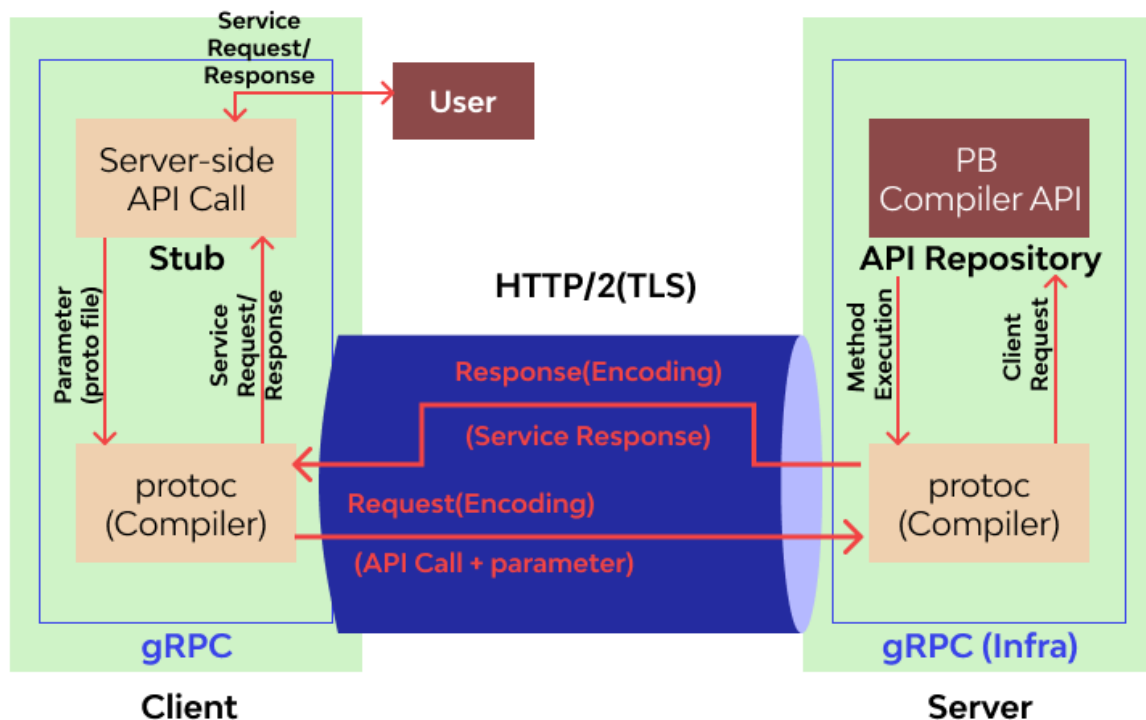 Service
Request/
Response
User
Server-side
API Call
Stub
Parameter
(proto file)
Service
Request/
Response
protoc
(Compiler)
gRPC
Client
HTTP/2(TLS)
Response(Encoding)
(Service Response)
Request(Encoding)
(API Call + parameter)
PB
Compiler API
API Repository
Method
Execution
Client
Request
protoc
(Compiler)
gRPC (Infra)
Server